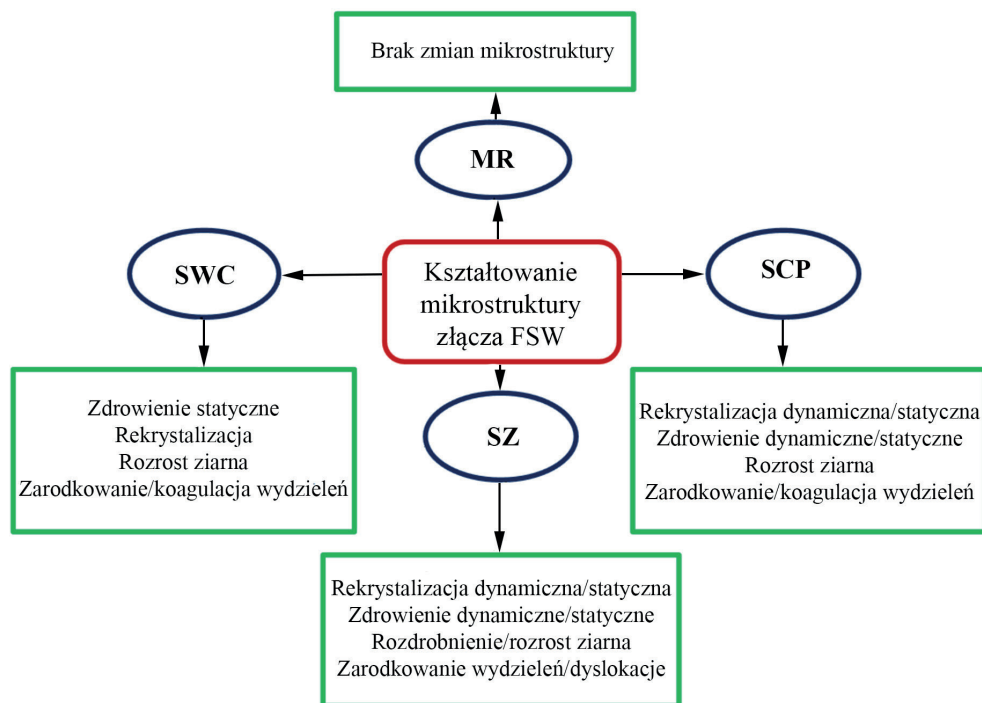 Brak zmian mikrostruktury
MR
SWC
Kształtowanie
mikrostruktury
złącza FSW
SCP
Zdrowienie statyczne
Rekrystalizacja
Rozrost ziarna
Zarodkowanie/koagulacja wydzieleń
SZ
Rekrystalizacja dynamiczna/statyczna
Zdrowienie dynamiczne/statyczne
Rozrost ziarna
Zarodkowanie/koagulacja wydzieleń
Rekrystalizacja dynamiczna/statyczna
Zdrowienie dynamiczne/statyczne
Rozdrobnienie/rozrost ziarna
Zarodkowanie wydzieleń/dyslokacje